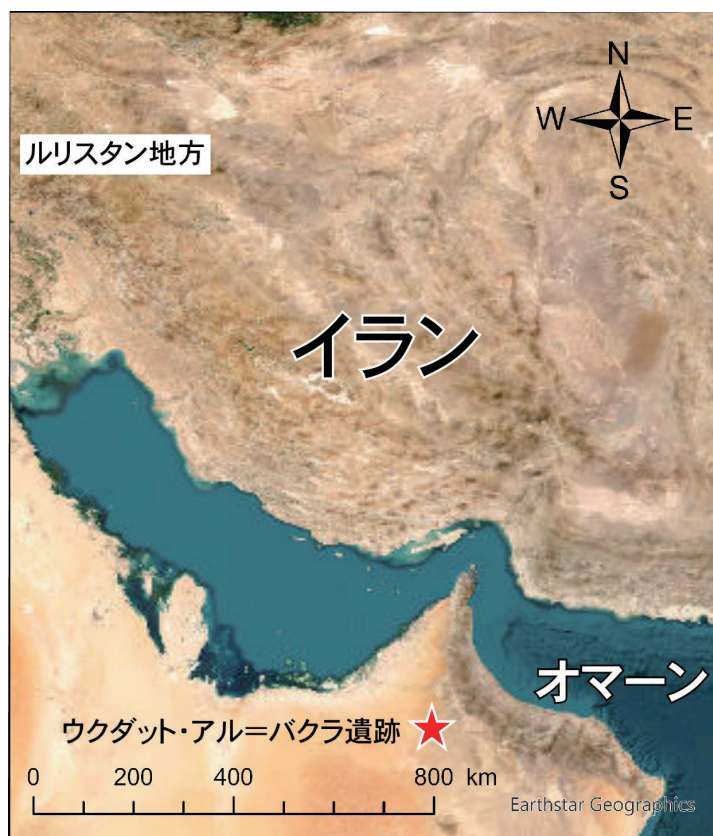 N
W E
S
ルリスタン地方
イラン
オマーン
ウクダット・アル＝バクラ遺跡
0 200 400 800 km
Earthstar Geographics